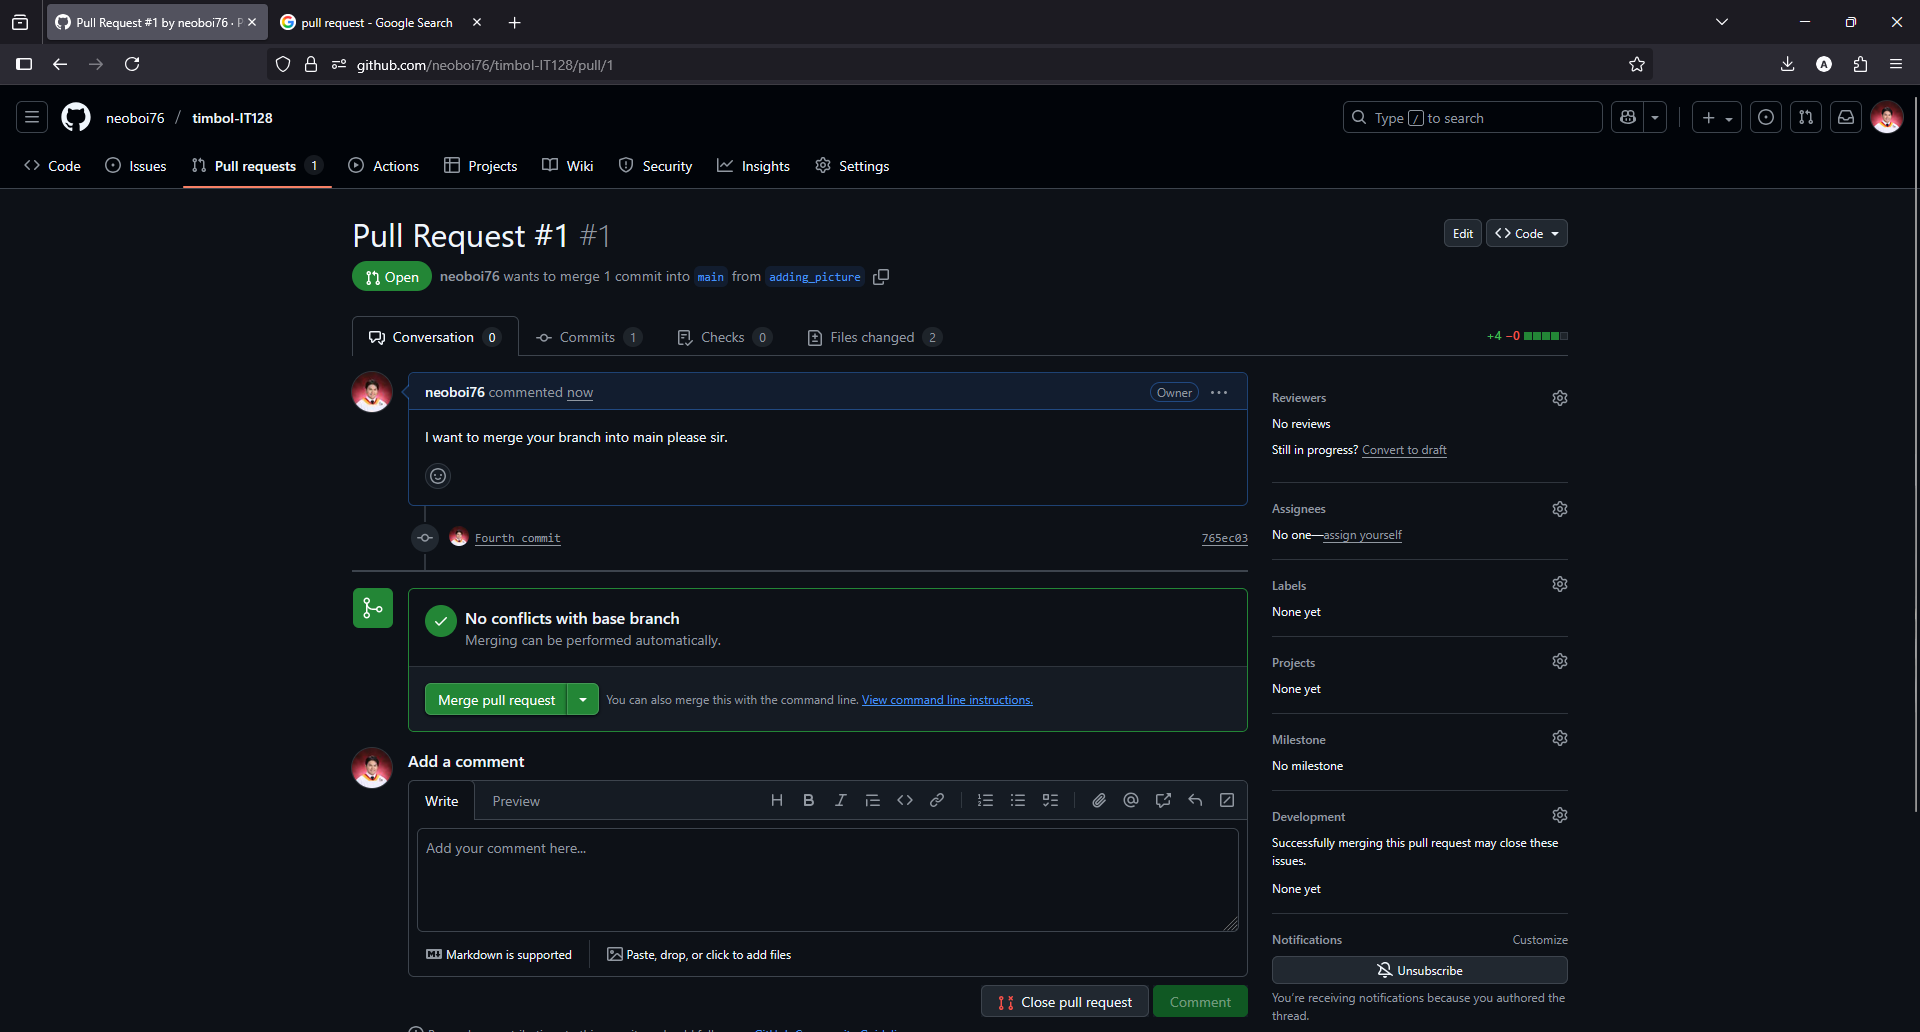 Pull Request #1 by neoboi76 · P
pull request - Google Search
github.com/neoboi76/timbol-IT128/pull/1
A
neoboi76 / timbol-IT128
Type / to search
Code
Issues
Pull requests 1
Actions
Projects
Wiki
Security
Insights
Settings
Pull Request #1 #1
Edit
Code
Open
neoboi76 wants to merge 1 commit into main from adding_picture
Conversation 0
Commits 1
Checks 0
Files changed 2
+4 −0
neoboi76 commented now
Owner
I want to merge your branch into main please sir.
Fourth commit
765ec03
No conflicts with base branch
Merging can be performed automatically.
Merge pull request
You can also merge this with the command line. View command line instructions.
Add a comment
Write
Preview
Add your comment here...
Markdown is supported
Paste, drop, or click to add files
Close pull request
Comment
Reviewers
No reviews
Still in progress? Convert to draft
Assignees
No one—assign yourself
Labels
None yet
Projects
None yet
Milestone
No milestone
Development
Successfully merging this pull request may close these
issues.
None yet
Notifications
Customize
Unsubscribe
You're receiving notifications because you authored the
thread.